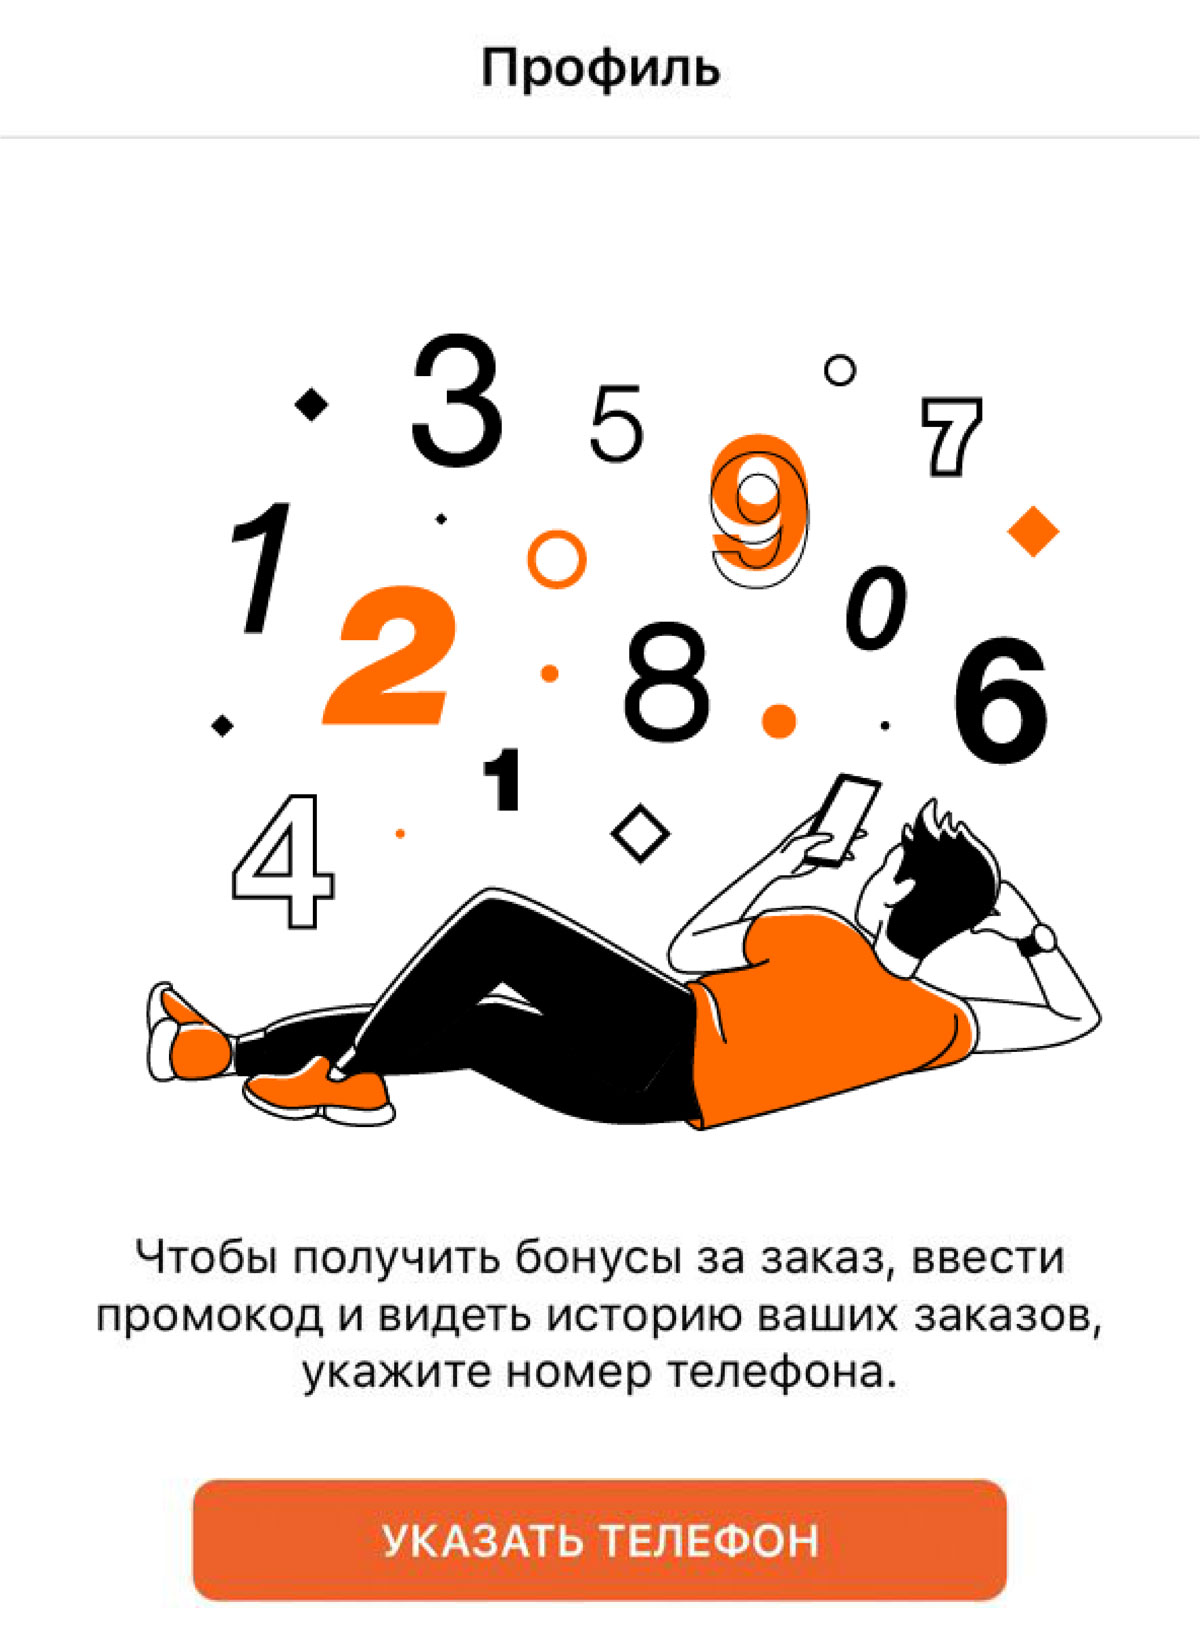 Профиль
3
5
9
7
1
2
8
0
6
1
4
Чтобы получить бонусы за заказ, ввести
промокод и видеть историю ваших заказов,
укажите номер телефона.
УКАЗАТЬ ТЕЛЕФОН